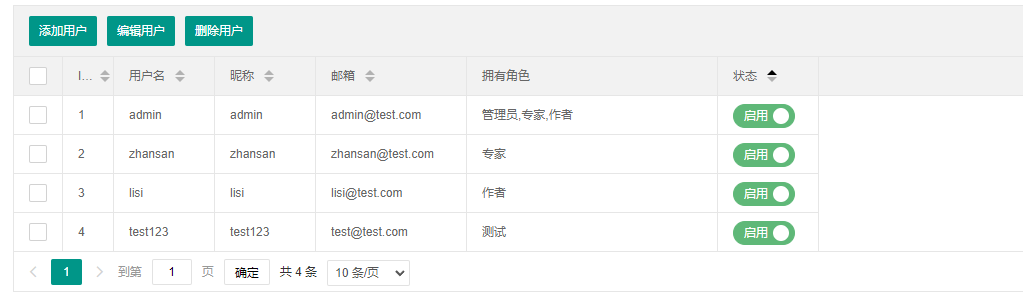 添加用户 编辑用户 删除用户
I... 用户名 昵称 邮箱 拥有角色 状态
1 admin admin admin@test.com 管理员,专家,作者 启用
2 zhansan zhansan zhansan@test.com 专家 启用
3 lisi lisi lisi@test.com 作者 启用
4 test123 test123 test@test.com 测试 启用
1 到第 1 页 确定 共 4 条 10 条/页